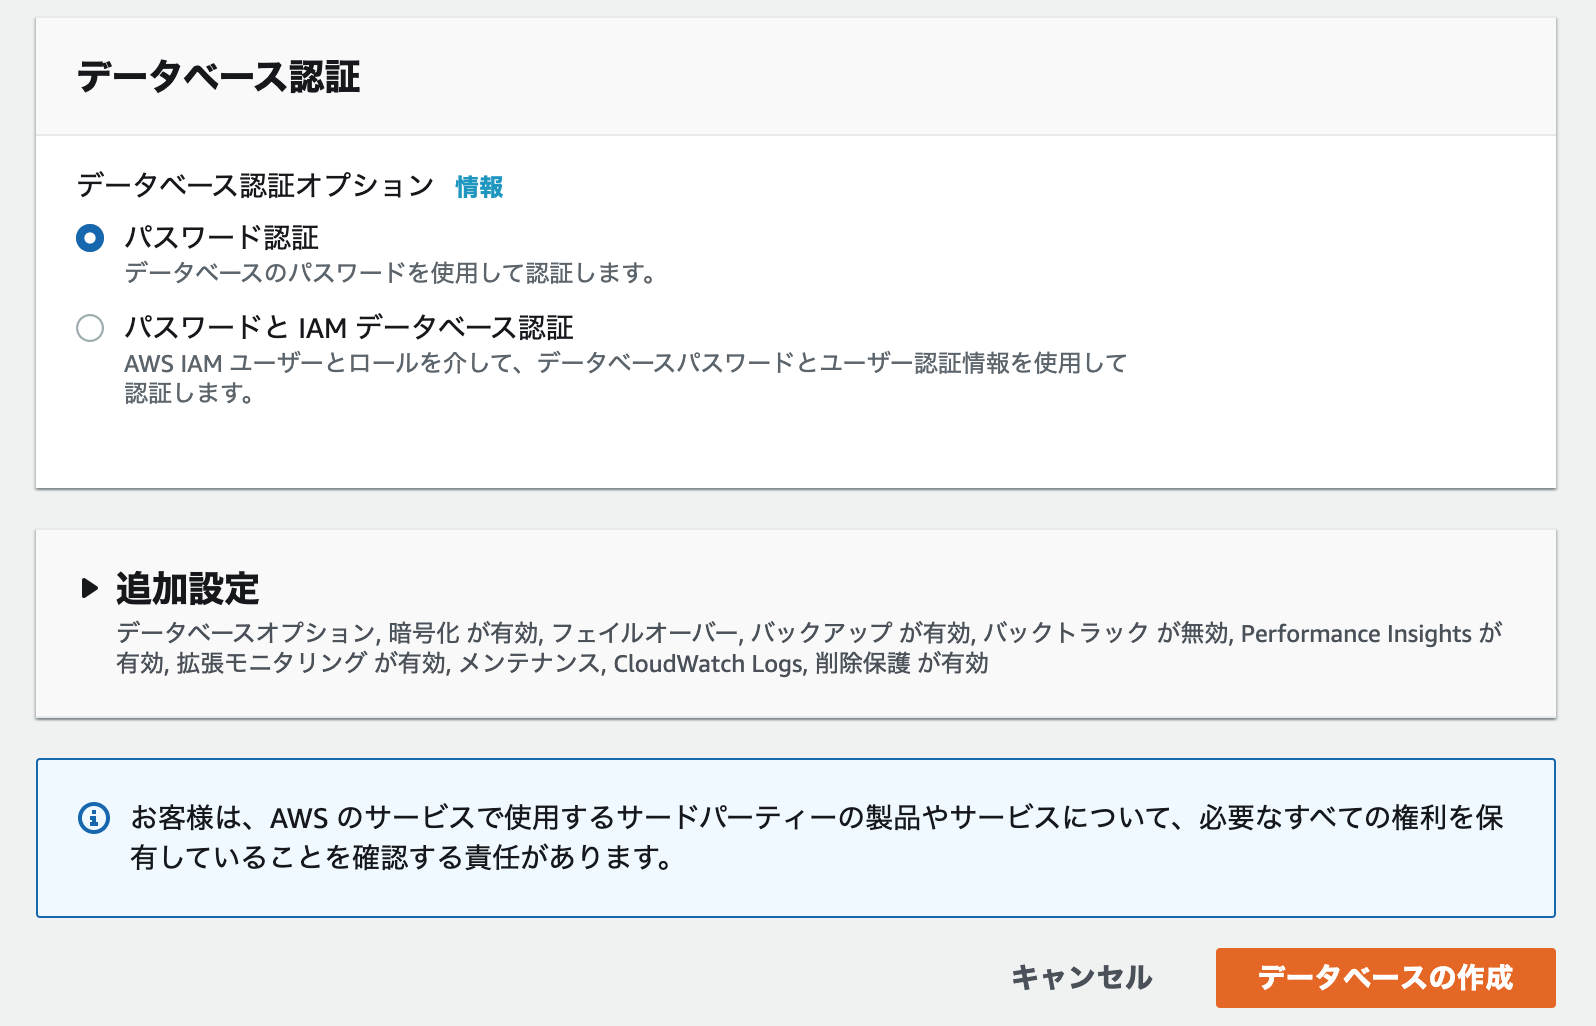 データベース認証
データベース認証オプション 情報
パスワード認証
データベースのパスワードを使用して認証します。
パスワードと IAM データベース認証
AWS IAM ユーザーとロールを介して、データベースパスワードとユーザー認証情報を使用して
認証します。
追加設定
データベースオプション, 暗号化 が有効, フェイルオーバー, バックアップ が有効, バックトラック が無効, Performance Insights が
有効, 拡張モニタリング が有効, メンテナンス, CloudWatch Logs, 削除保護 が有効
お客様は、AWS のサービスで使用するサードパーティーの製品やサービスについて、必要なすべての権利を保
有していることを確認する責任があります。
キャンセル データベースの作成